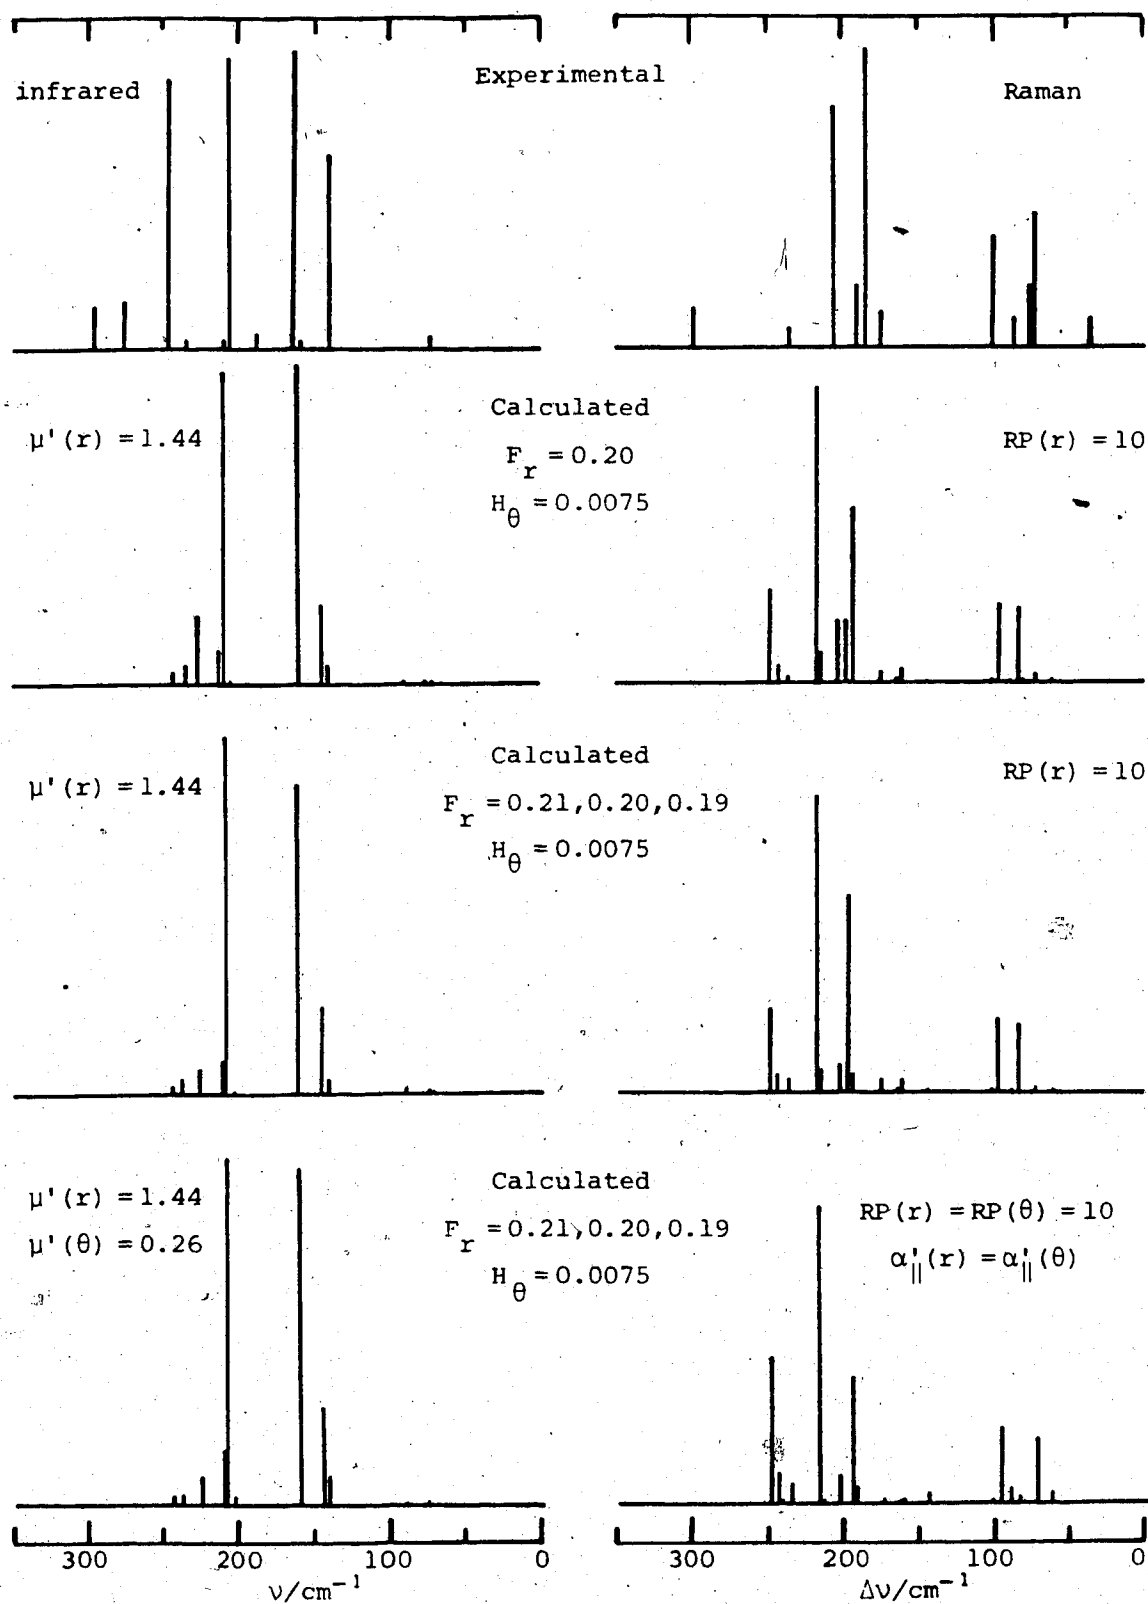 infrared
Experimental
Raman
Calculated
μ'(r) = 1.44
F_r = 0.20
H_θ = 0.0075
RP(r) = 10
Calculated
μ'(r) = 1.44
F_r = 0.21, 0.20, 0.19
H_θ = 0.0075
RP(r) = 10
Calculated
μ'(r) = 1.44
μ'(θ) = 0.26
F_r = 0.21, 0.20, 0.19
H_θ = 0.0075
RP(r) = RP(θ) = 10
α'_∥(r) = α'_∥(θ)
300 200 100 0
ν/cm⁻¹
300 200 100 0
Δν/cm⁻¹